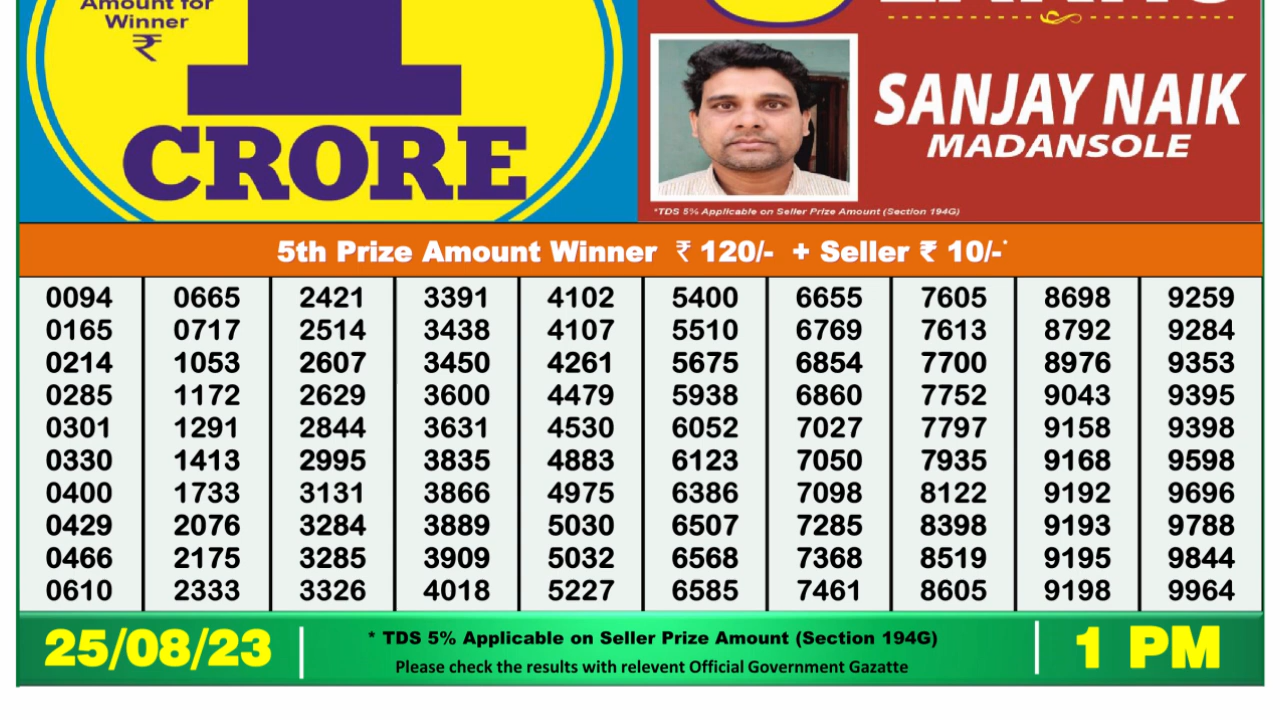 Amount for
Winner
₹
1
CRORE
SANJAY NAIK
MADANSOLE
*TDS 5% Applicable on Seller Prize Amount (Section 194G)
5th Prize Amount Winner ₹ 120/- + Seller ₹ 10/-*
0094 0665 2421 3391 4102 5400 6655 7605 8698 9259
0165 0717 2514 3438 4107 5510 6769 7613 8792 9284
0214 1053 2607 3450 4261 5675 6854 7700 8976 9353
0285 1172 2629 3600 4479 5938 6860 7752 9043 9395
0301 1291 2844 3631 4530 6052 7027 7797 9158 9398
0330 1413 2995 3835 4883 6123 7050 7935 9168 9598
0400 1733 3131 3866 4975 6386 7098 8122 9192 9696
0429 2076 3284 3889 5030 6507 7285 8398 9193 9788
0466 2175 3285 3909 5032 6568 7368 8519 9195 9844
0610 2333 3326 4018 5227 6585 7461 8605 9198 9964
25/08/23
* TDS 5% Applicable on Seller Prize Amount (Section 194G)
Please check the results with relevent Official Government Gazatte
1 PM